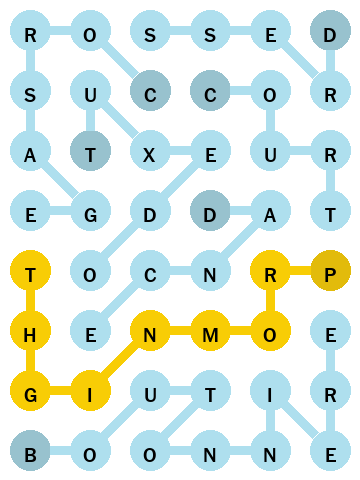 R O S S E D
S U C C O R
A T X E U R
E G D D A T
T O C N R P
H E N M O E
G I U T I R
B O O N N E